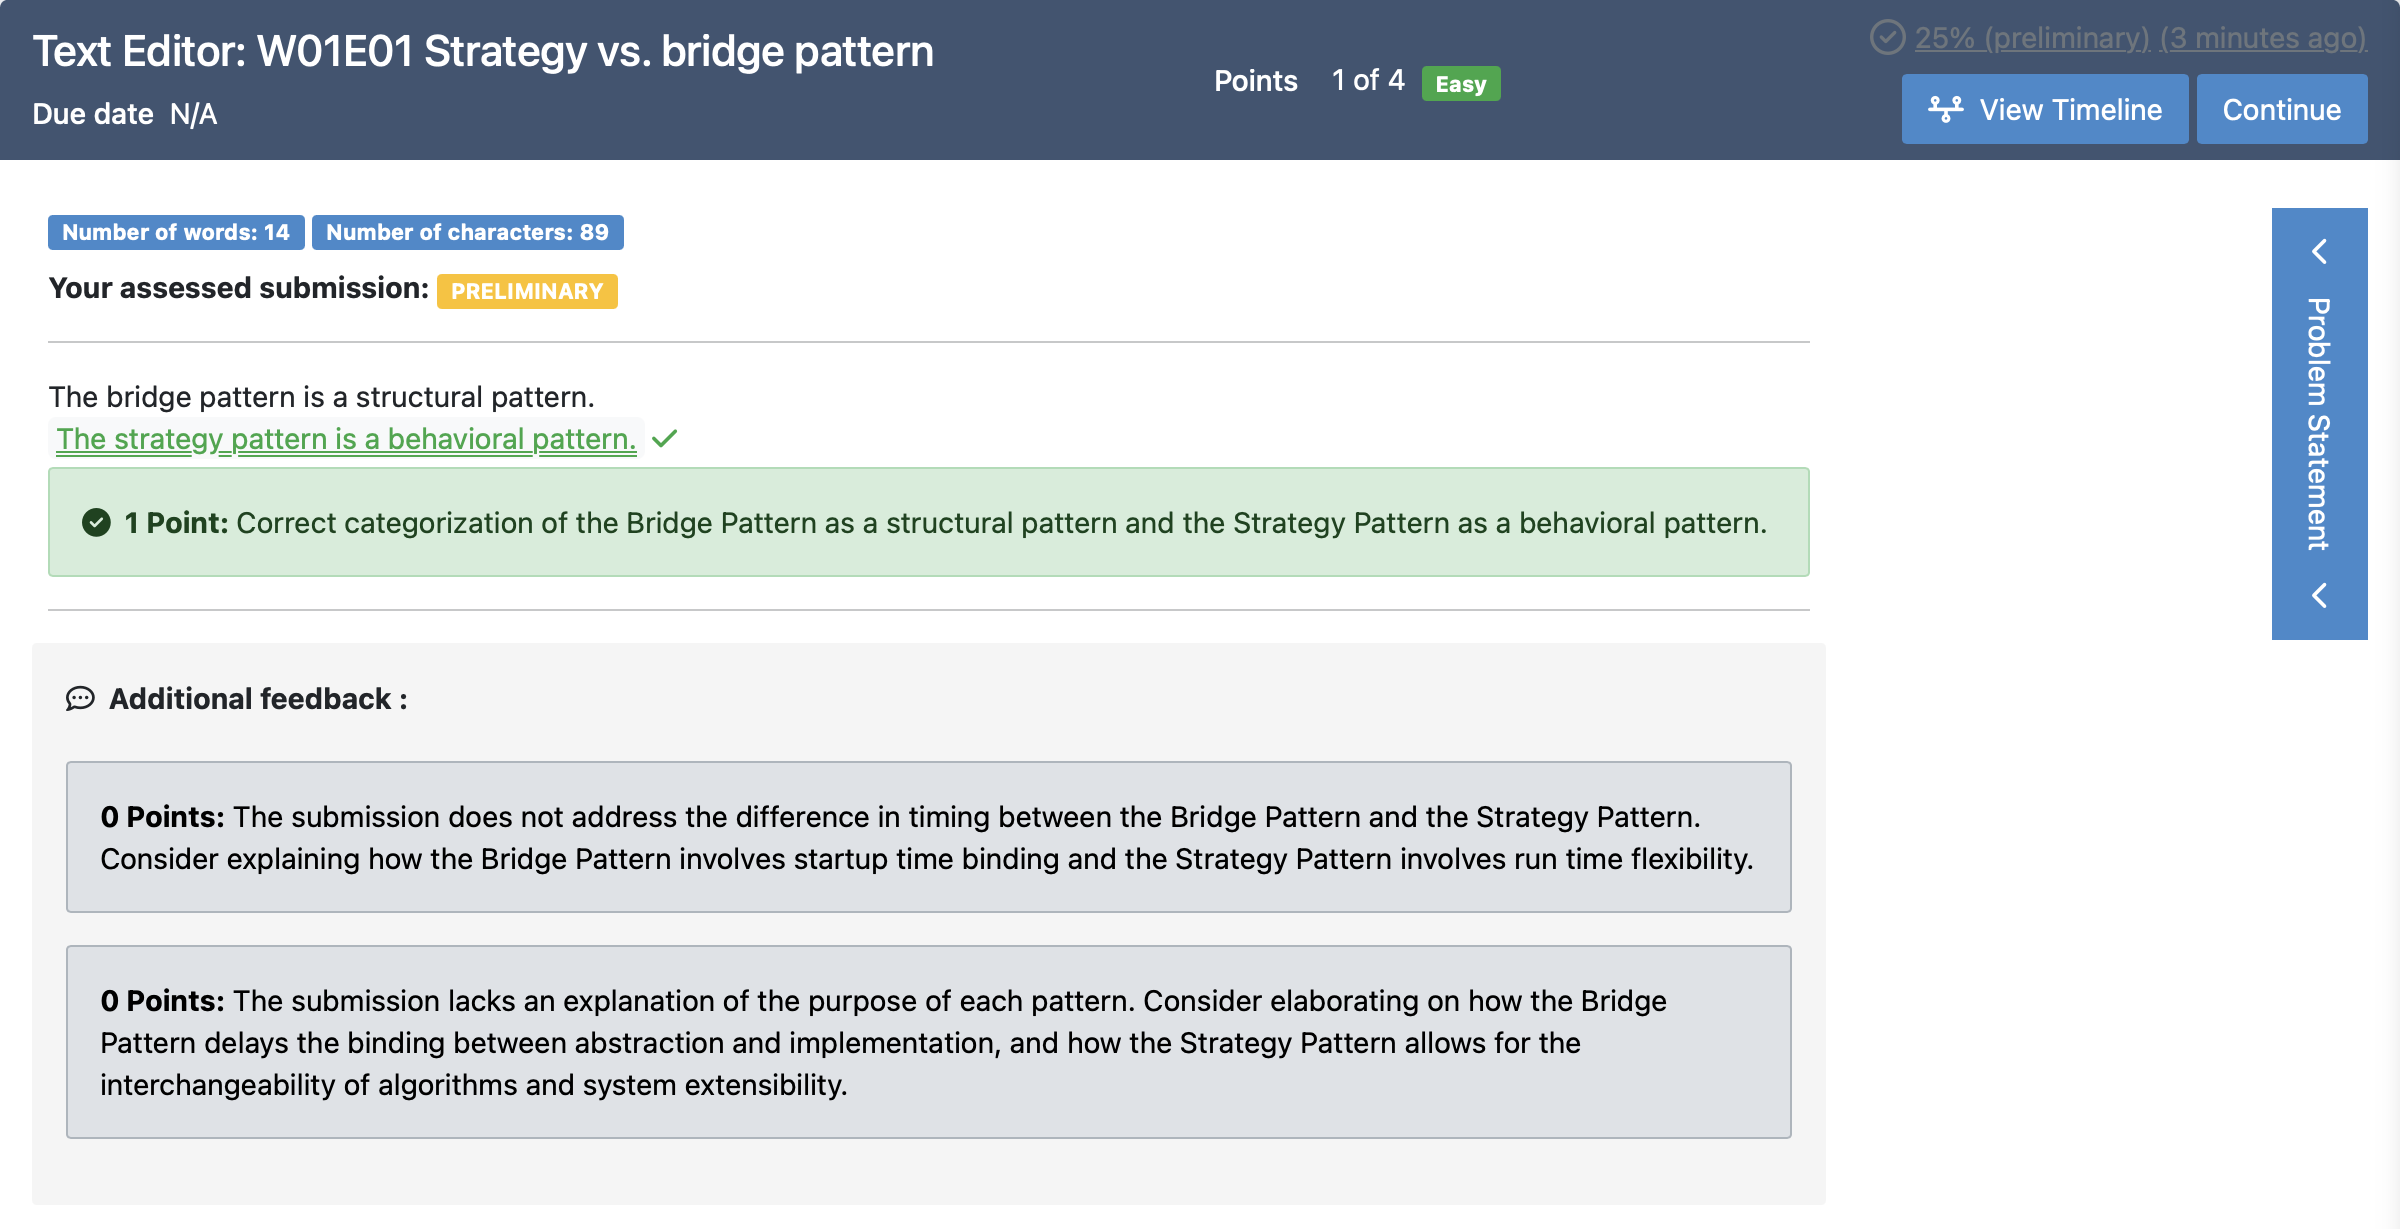 Text Editor: W01E01 Strategy vs. bridge pattern
Due date N/A
Points 1 of 4 Easy
25% (preliminary) (3 minutes ago)
View Timeline
Continue
Number of words: 14
Number of characters: 89
Your assessed submission: PRELIMINARY
The bridge pattern is a structural pattern.
The strategy pattern is a behavioral pattern.
1 Point: Correct categorization of the Bridge Pattern as a structural pattern and the Strategy Pattern as a behavioral pattern.
Problem Statement
Additional feedback :
0 Points: The submission does not address the difference in timing between the Bridge Pattern and the Strategy Pattern.
Consider explaining how the Bridge Pattern involves startup time binding and the Strategy Pattern involves run time flexibility.
0 Points: The submission lacks an explanation of the purpose of each pattern. Consider elaborating on how the Bridge
Pattern delays the binding between abstraction and implementation, and how the Strategy Pattern allows for the
interchangeability of algorithms and system extensibility.